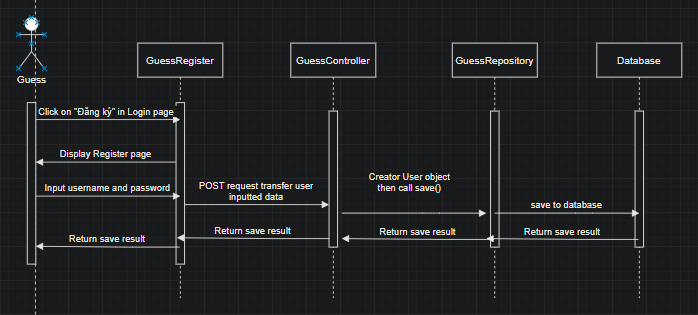 Guess
GuessRegister
GuessController
GuessRepository
Database
Click on "Đăng ký" in Login page
Display Register page
Input username and password
POST request transfer user
inputted data
Creator User object
then call save()
save to database
Return save result
Return save result
Return save result
Return save result